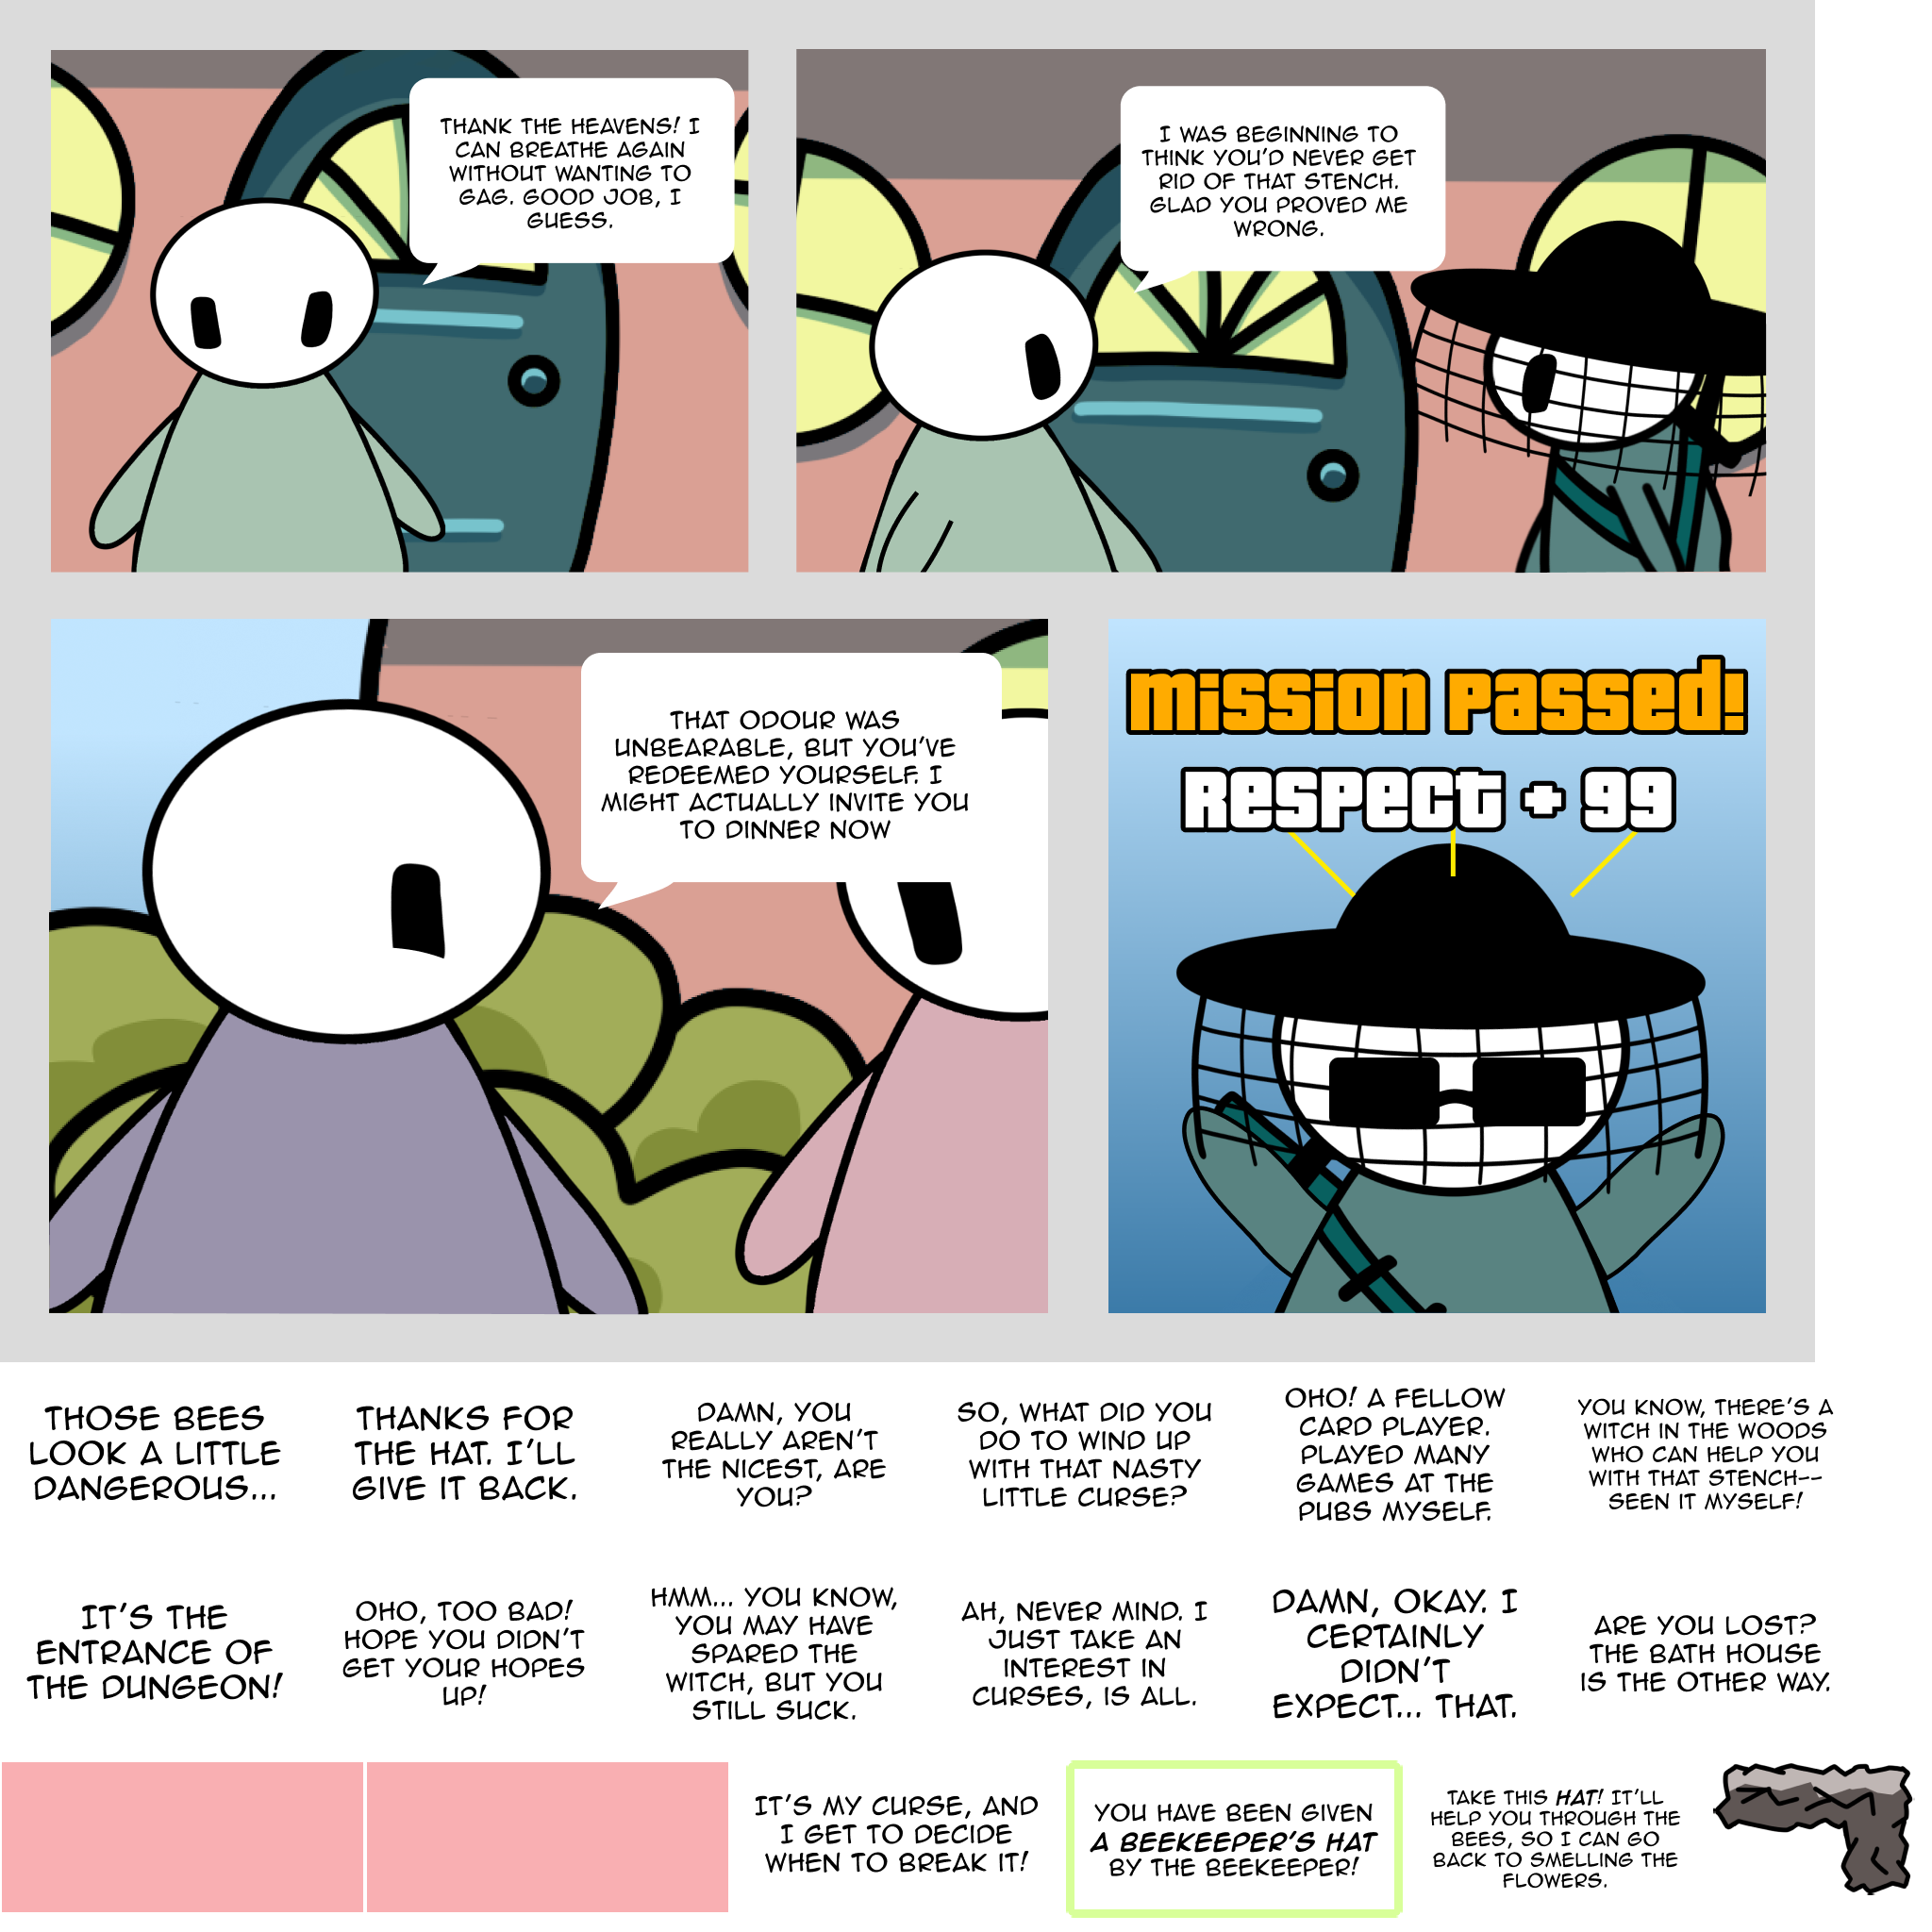 THANK THE HEAVENS! I
CAN BREATHE AGAIN
WITHOUT WANTING TO
GAG. GOOD JOB, I
GUESS.
I WAS BEGINNING TO
THINK YOU'D NEVER GET
RID OF THAT STENCH.
GLAD YOU PROVED ME
WRONG.
THAT ODOUR WAS
UNBEARABLE, BUT YOU'VE
REDEEMED YOURSELF. I
MIGHT ACTUALLY INVITE YOU
TO DINNER NOW
mission passed!
Respect + 99
THOSE BEES
LOOK A LITTLE
DANGEROUS...
THANKS FOR
THE HAT. I'LL
GIVE IT BACK.
DAMN, YOU
REALLY AREN'T
THE NICEST, ARE
YOU?
SO, WHAT DID YOU
DO TO WIND UP
WITH THAT NASTY
LITTLE CURSE?
OHO! A FELLOW
CARD PLAYER.
PLAYED MANY
GAMES AT THE
PUBS MYSELF.
YOU KNOW, THERE'S A
WITCH IN THE WOODS
WHO CAN HELP YOU
WITH THAT STENCH--
SEEN IT MYSELF!
IT'S THE
ENTRANCE OF
THE DUNGEON!
OHO, TOO BAD!
HOPE YOU DIDN'T
GET YOUR HOPES
UP!
HMM... YOU KNOW,
YOU MAY HAVE
SPARED THE
WITCH, BUT YOU
STILL SUCK.
AH, NEVER MIND. I
JUST TAKE AN
INTEREST IN
CURSES, IS ALL.
DAMN, OKAY. I
CERTAINLY
DIDN'T
EXPECT... THAT.
ARE YOU LOST?
THE BATH HOUSE
IS THE OTHER WAY.
IT'S MY CURSE, AND
I GET TO DECIDE
WHEN TO BREAK IT!
YOU HAVE BEEN GIVEN
A BEEKEEPER'S HAT
BY THE BEEKEEPER!
TAKE THIS HAT! IT'LL
HELP YOU THROUGH THE
BEES, SO I CAN GO
BACK TO SMELLING THE
FLOWERS.